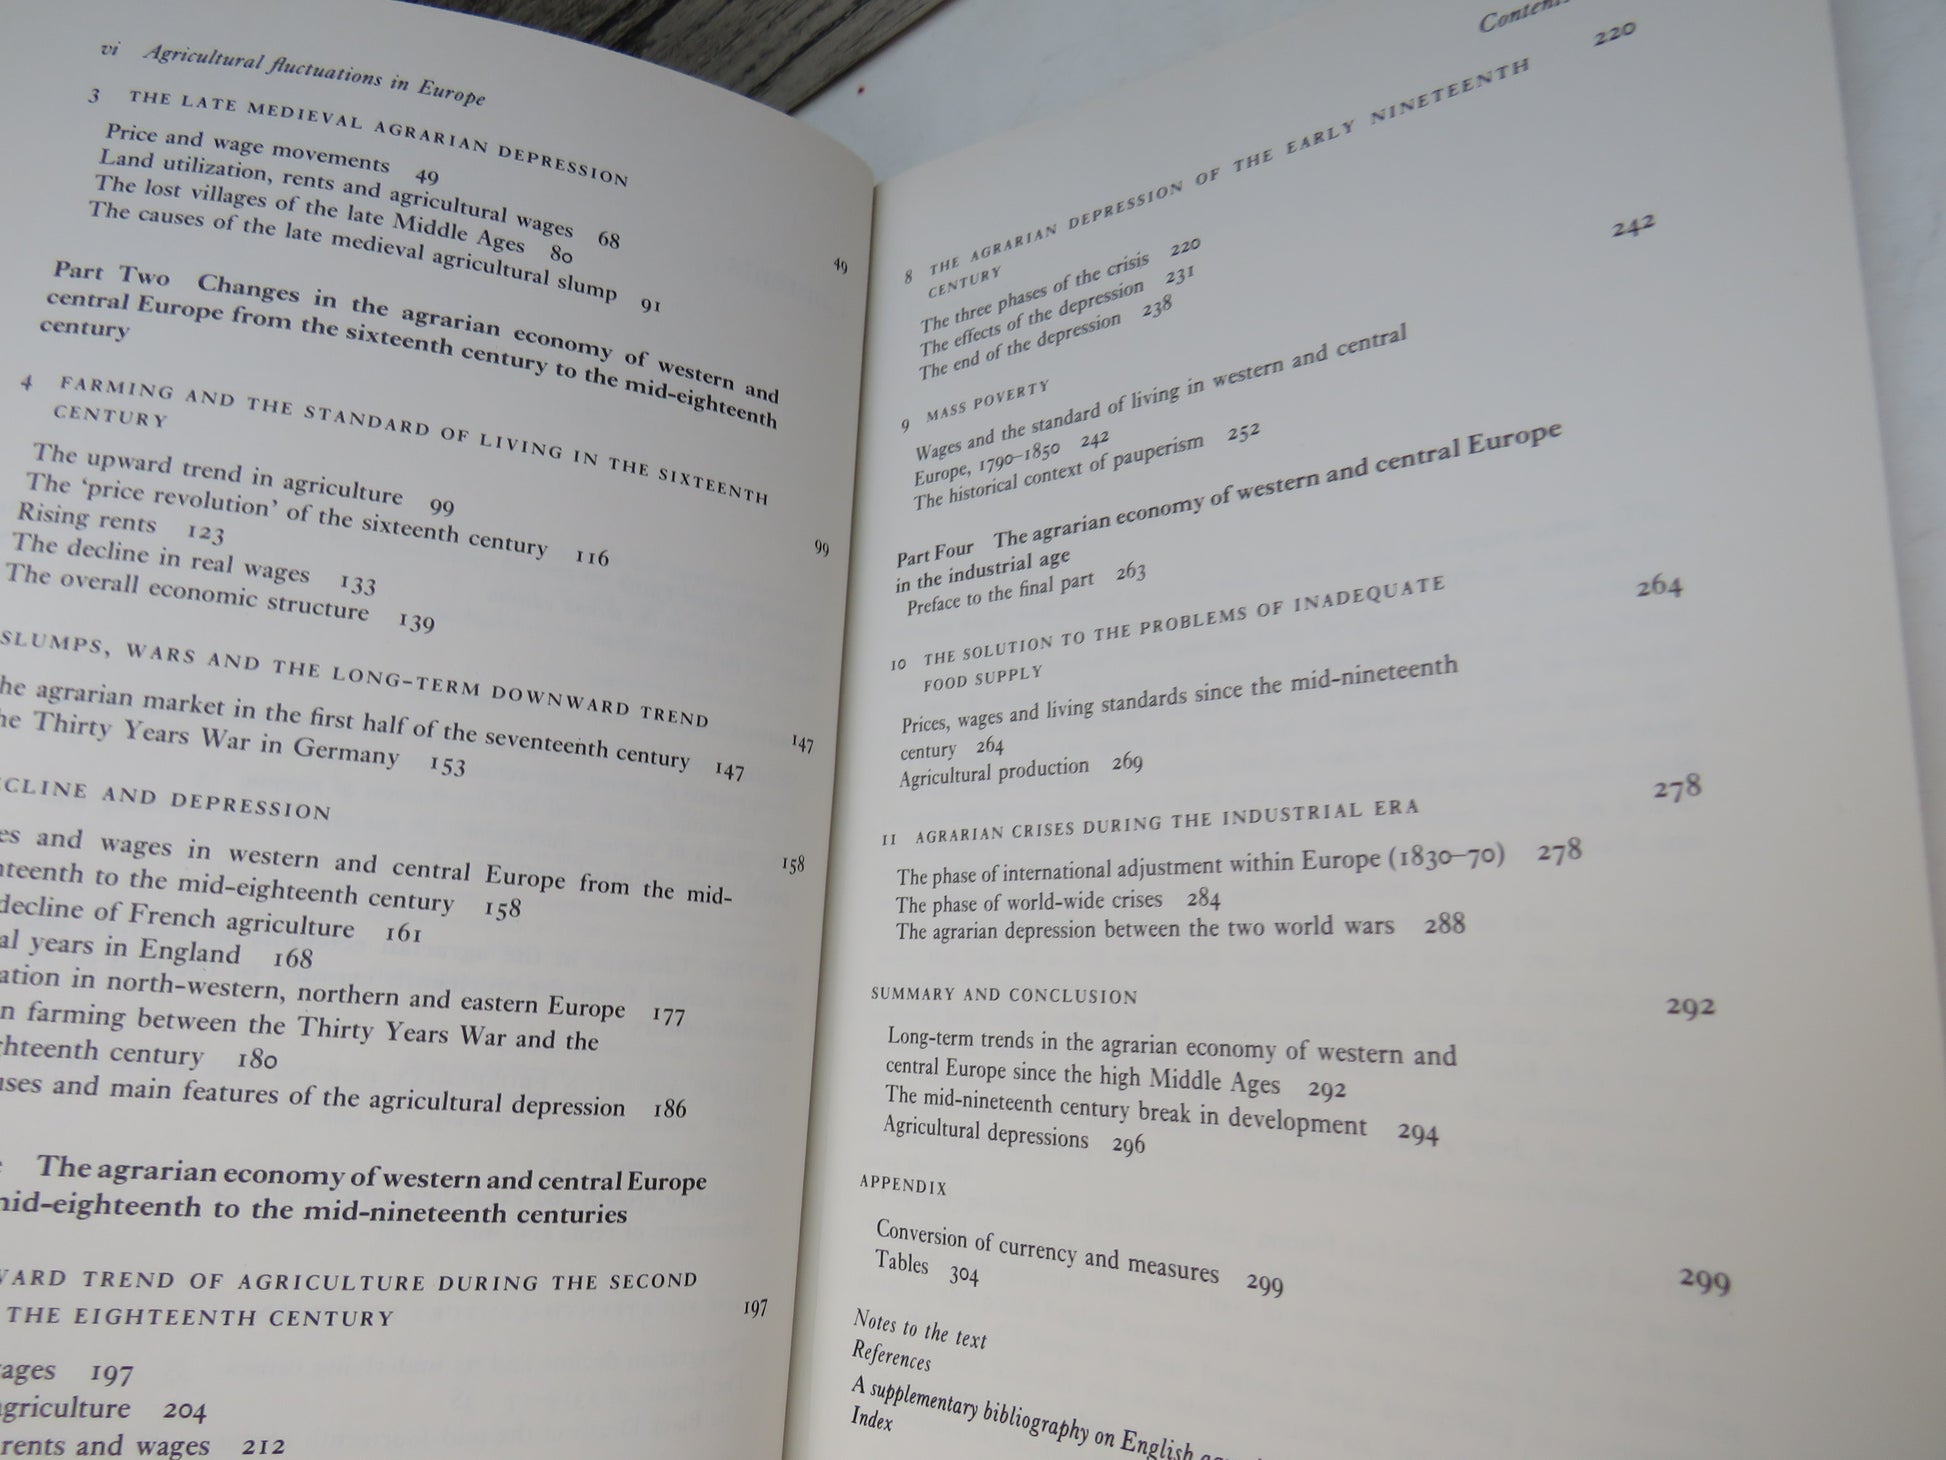 vi Agricultural fluctuations in Europe
3 THE LATE MEDIEVAL AGRARIAN DEPRESSION 49
Price and wage movements 49
Land utilization, rents and agricultural wages 68
The lost villages of the late Middle Ages 80
The causes of the late medieval agricultural slump 91
Part Two Changes in the agrarian economy of western and
central Europe from the sixteenth century to the mid-eighteenth
century
4 FARMING AND THE STANDARD OF LIVING IN THE SIXTEENTH
CENTURY 99
The upward trend in agriculture 99
The 'price revolution' of the sixteenth century 116
Rising rents 123
The decline in real wages 133
The overall economic structure 139
SLUMPS, WARS AND THE LONG-TERM DOWNWARD TREND 147
he agrarian market in the first half of the seventeenth century 147
he Thirty Years War in Germany 153
CLINE AND DEPRESSION 158
es and wages in western and central Europe from the mid-
nteenth to the mid-eighteenth century 158
decline of French agriculture 161
al years in England 168
ation in north-western, northern and eastern Europe 177
n farming between the Thirty Years War and the
ghteenth century 180
uses and main features of the agricultural depression 186
The agrarian economy of western and central Europe
mid-eighteenth to the mid-nineteenth centuries
WARD TREND OF AGRICULTURE DURING THE SECOND
THE EIGHTEENTH CENTURY 197
ages 197
griculture 204
rents and wages 212
Contents
8 THE AGRARIAN DEPRESSION OF THE EARLY NINETEENTH 220
CENTURY
The three phases of the crisis 220
The effects of the depression 231
The end of the depression 238
9 MASS POVERTY 242
Wages and the standard of living in western and central
Europe, 1790–1850 242
The historical context of pauperism 252
Part Four The agrarian economy of western and central Europe
in the industrial age
Preface to the final part 263
10 THE SOLUTION TO THE PROBLEMS OF INADEQUATE 264
FOOD SUPPLY
Prices, wages and living standards since the mid-nineteenth
century 264
Agricultural production 269
11 AGRARIAN CRISES DURING THE INDUSTRIAL ERA 278
The phase of international adjustment within Europe (1830–70) 278
The phase of world-wide crises 284
The agrarian depression between the two world wars 288
SUMMARY AND CONCLUSION 292
Long-term trends in the agrarian economy of western and
central Europe since the high Middle Ages 292
The mid-nineteenth century break in development 294
Agricultural depressions 296
APPENDIX 299
Conversion of currency and measures 299
Tables 304
Notes to the text
References
A supplementary bibliography on English
Index